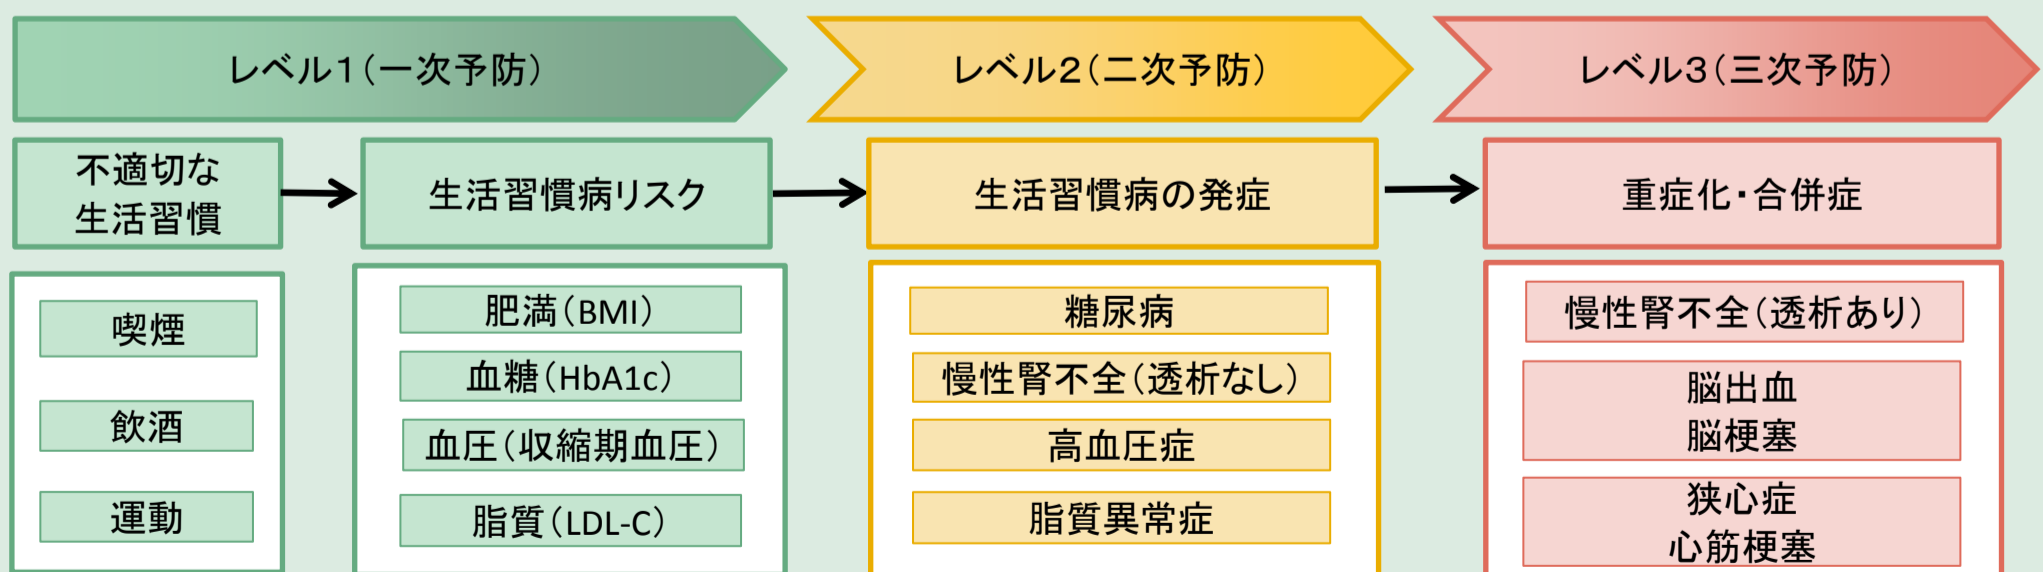 レベル1(一次予防)
レベル2(二次予防)
レベル3(三次予防)
不適切な
生活習慣
生活習慣病リスク
生活習慣病の発症
重症化・合併症
喫煙
飲酒
運動
肥満(BMI)
血糖(HbA1c)
血圧(収縮期血圧)
脂質(LDL-C)
糖尿病
慢性腎不全(透析なし)
高血圧症
脂質異常症
慢性腎不全(透析あり)
脳出血
脳梗塞
狭心症
心筋梗塞